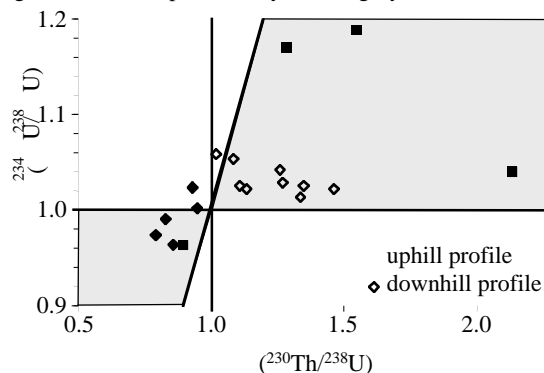 1.2
1.1
1.0
0.9
(²³⁴U/²³⁸U)
uphill profile
downhill profile
0.5 1.0 1.5 2.0
(²³⁰Th/²³⁸U)